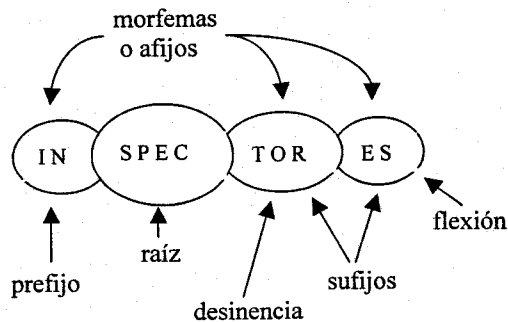 morfemas
o afijos
IN SPEC TOR ES
flexión
raíz
prefijo
sufijos
desinencia